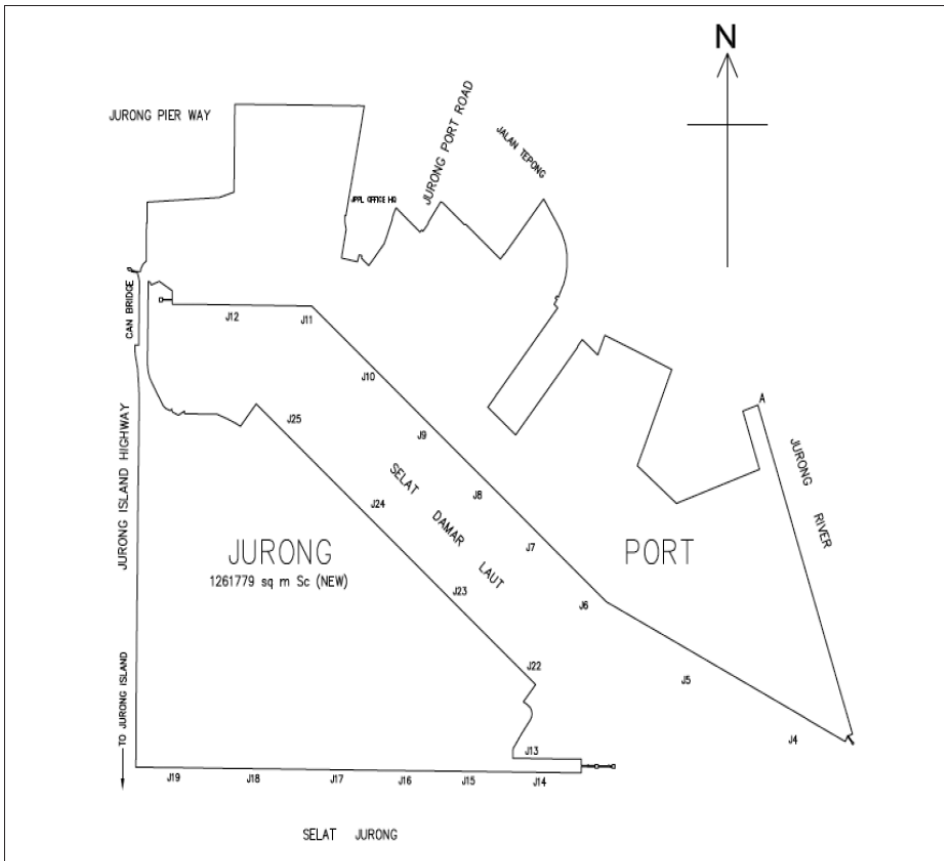 N
JURONG PIER WAY
JURONG PORT ROAD
JALAN TEPONG
JPPL OFFICE HQ
CAN BRIDGE
J12
J11
J10
J25
J9
SELAT DAMAR LAUT
J8
J24
J7
A
JURONG RIVER
JURONG
PORT
1261779 sq m Sc (NEW)
JURONG ISLAND HIGHWAY
J23
J6
J22
J5
J4
TO JURONG ISLAND
J13
J19
J18
J17
J16
J15
J14
SELAT JURONG